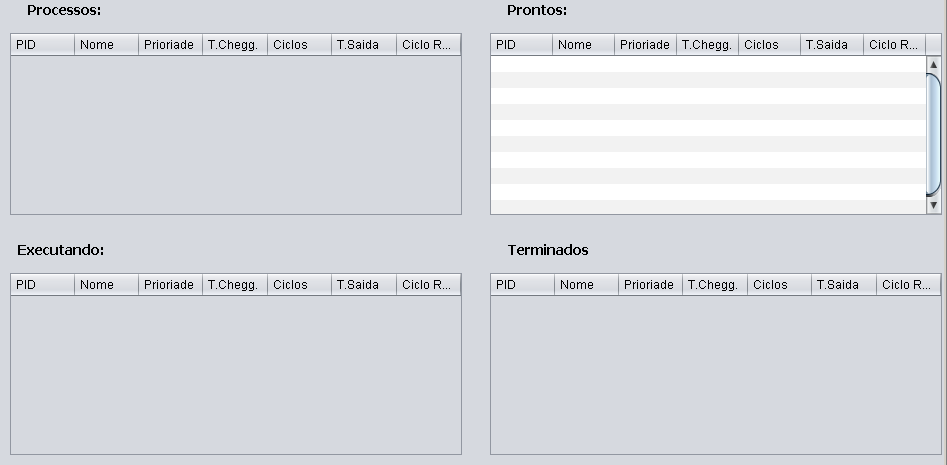 Processos: Prontos:
PID Nome Prioriade T.Chegg. Ciclos T.Saida Ciclo R... PID Nome Prioriade T.Chegg. Ciclos T.Saida Ciclo R...
Executando: Terminados
PID Nome Prioriade T.Chegg. Ciclos T.Saida Ciclo R... PID Nome Prioriade T.Chegg. Ciclos T.Saida Ciclo R...